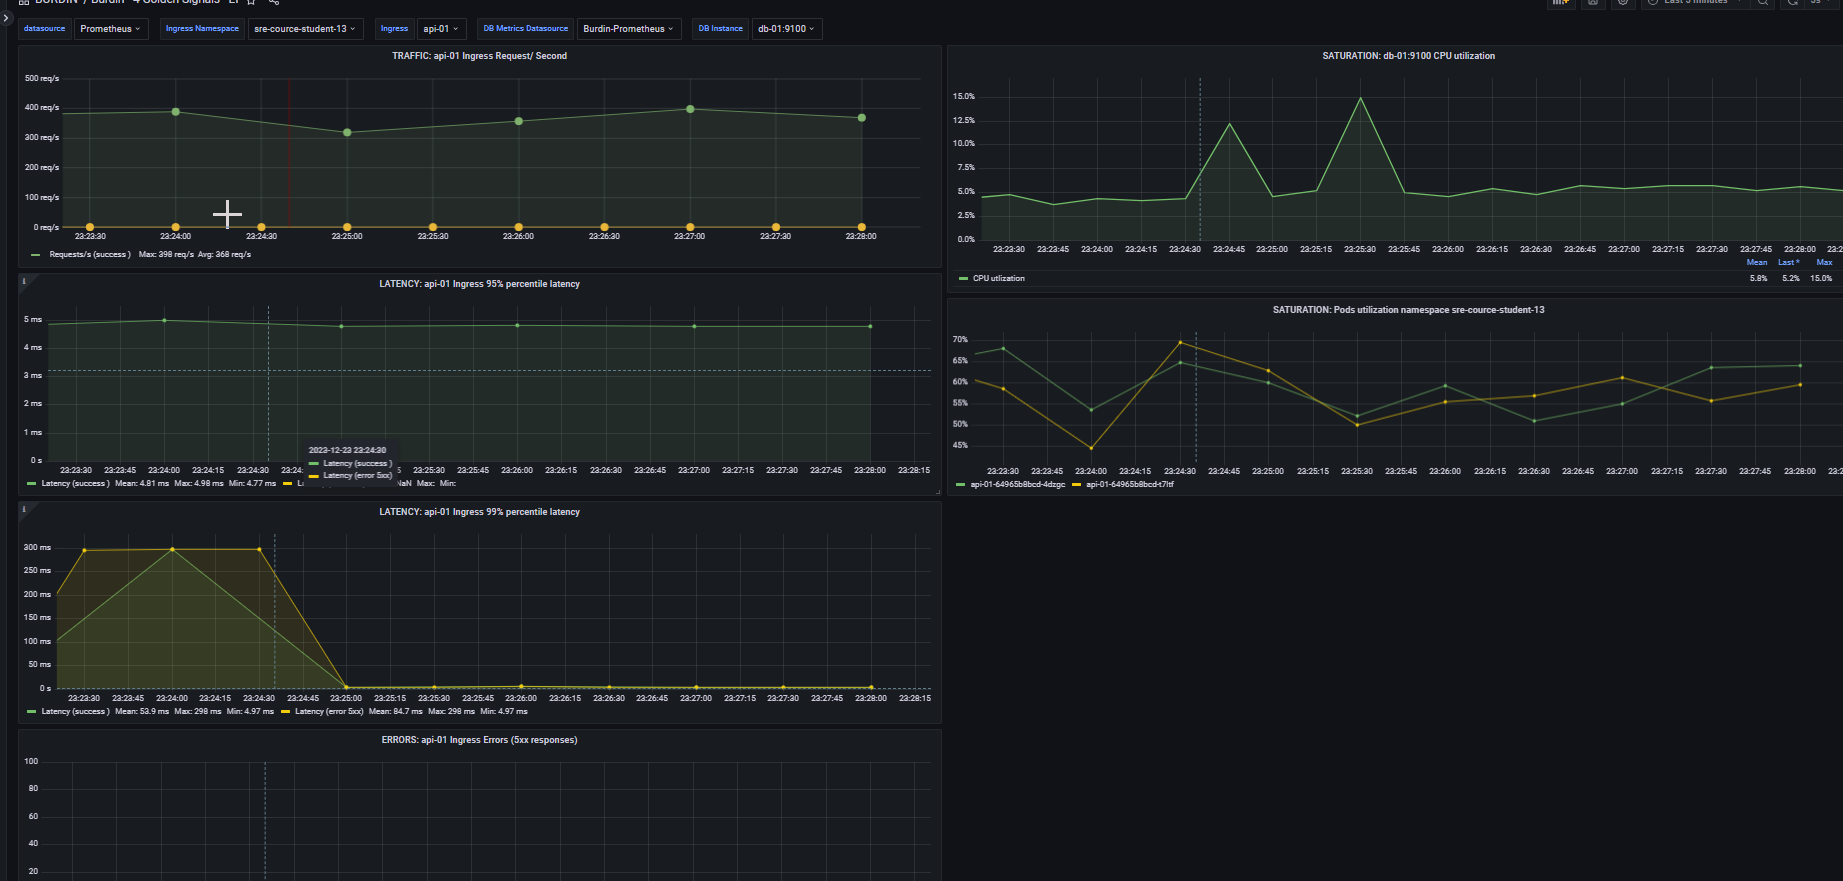 BURDIN / Burdin - 4 Golden Signals - EF
Last 5 minutes
5s
datasource Prometheus Ingress Namespace sre-cource-student-13 Ingress api-01 DB Metrics Datasource Burdin-Prometheus DB Instance db-01:9100
TRAFFIC: api-01 Ingress Request/ Second
500 req/s
400 req/s
300 req/s
200 req/s
100 req/s
0 req/s
23:23:30 23:24:00 23:24:30 23:25:00 23:25:30 23:26:00 23:26:30 23:27:00 23:27:30 23:28:00
Requests/s (success ) Max: 398 req/s Avg: 368 req/s
LATENCY: api-01 Ingress 95% percentile latency
5 ms
4 ms
3 ms
2 ms
1 ms
0 s
2023-12-23 23:24:30
Latency (success )
Latency (error 5xx)
23:23:30 23:23:45 23:24:00 23:24:15 23:24:30 23:25:30 23:25:45 23:26:00 23:26:15 23:26:30 23:26:45 23:27:00 23:27:15 23:27:30 23:27:45 23:28:00 23:28:15
Latency (success ) Mean: 4.81 ms Max: 4.98 ms Min: 4.77 ms NaN Max: Min:
LATENCY: api-01 Ingress 99% percentile latency
300 ms
250 ms
200 ms
150 ms
100 ms
50 ms
0 s
23:23:30 23:23:45 23:24:00 23:24:15 23:24:30 23:24:45 23:25:00 23:25:15 23:25:30 23:25:45 23:26:00 23:26:15 23:26:30 23:26:45 23:27:00 23:27:15 23:27:30 23:27:45 23:28:00 23:28:15
Latency (success ) Mean: 53.9 ms Max: 298 ms Min: 4.97 ms Latency (error 5xx) Mean: 84.7 ms Max: 298 ms Min: 4.97 ms
ERRORS: api-01 Ingress Errors (5xx responses)
100
80
60
40
20
SATURATION: db-01:9100 CPU utilization
15.0%
12.5%
10.0%
7.5%
5.0%
2.5%
0.0%
23:23:30 23:23:45 23:24:00 23:24:15 23:24:30 23:24:45 23:25:00 23:25:15 23:25:30 23:25:45 23:26:00 23:26:15 23:26:30 23:26:45 23:27:00 23:27:15 23:27:30 23:27:45 23:28:00 23:2
Mean Last * Max
CPU utlization 5.8% 5.2% 15.0%
SATURATION: Pods utilization namespace sre-cource-student-13
70%
65%
60%
55%
50%
45%
23:23:30 23:23:45 23:24:00 23:24:15 23:24:30 23:24:45 23:25:00 23:25:15 23:25:30 23:25:45 23:26:00 23:26:15 23:26:30 23:26:45 23:27:00 23:27:15 23:27:30 23:27:45 23:28:00 23:2
api-01-64965b8bcd-4dzgc api-01-64965b8bcd-t7ltf